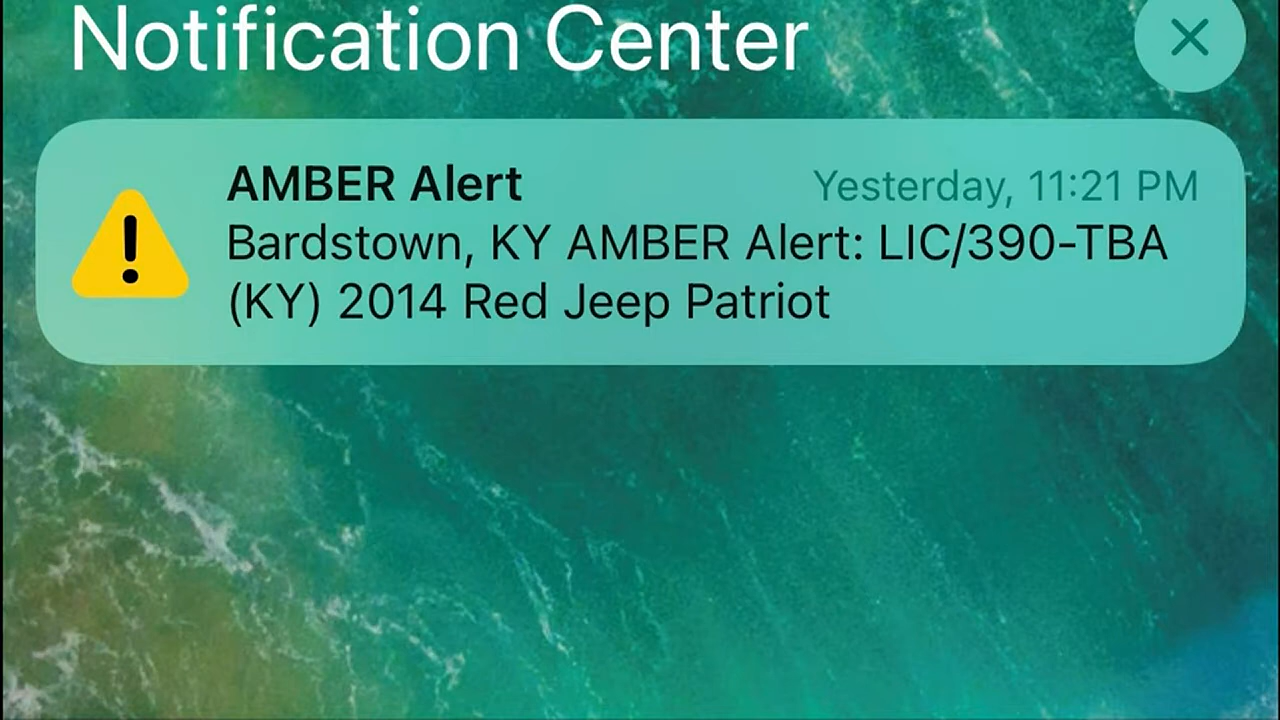 Notification Center
AMBER Alert
Yesterday, 11:21 PM
Bardstown, KY AMBER Alert: LIC/390-TBA
(KY) 2014 Red Jeep Patriot